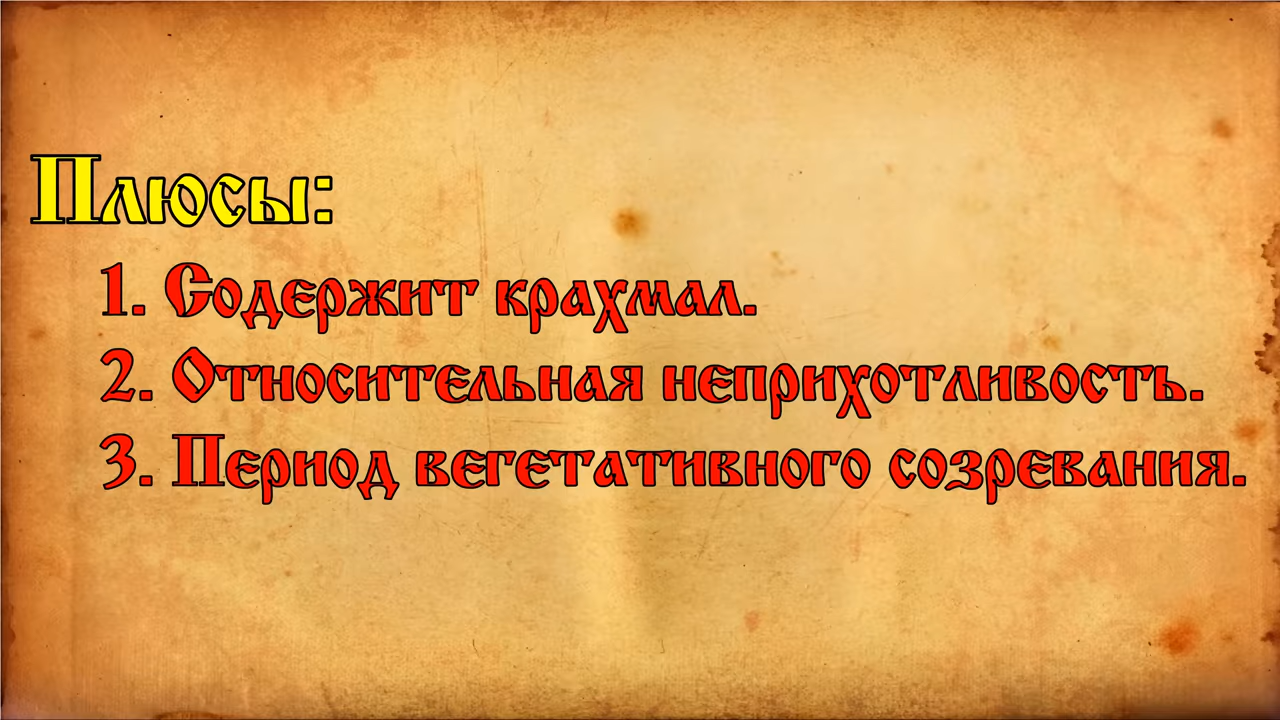 Плюсы:
1. Содержит крахмал.
2. Относительная неприхотливость.
3. Период вегетативного созревания.